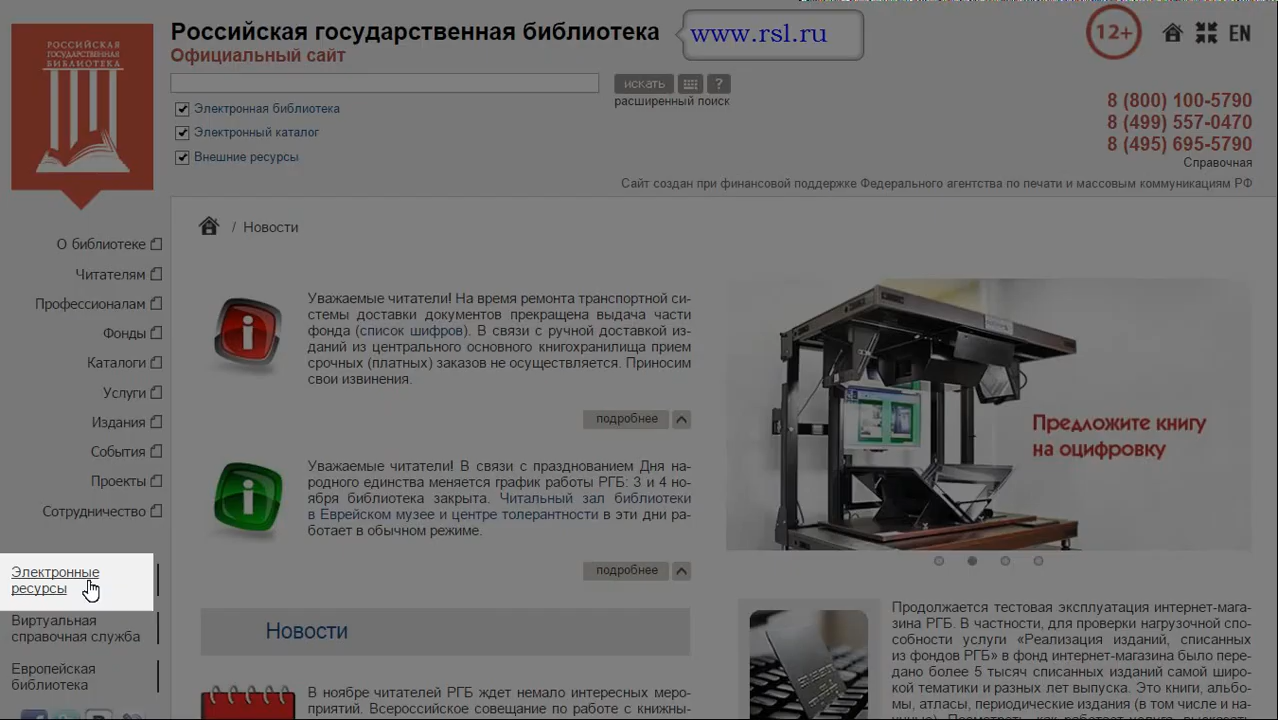 РОССИЙСКАЯ
ГОСУДАРСТВЕННАЯ
БИБЛИОТЕКА
Российская государственная библиотека
www.rsl.ru
12+
EN
Официальный сайт
искать
?
расширенный поиск
Электронная библиотека
Электронный каталог
Внешние ресурсы
8 (800) 100-5790
8 (499) 557-0470
8 (495) 695-5790
Справочная
Сайт создан при финансовой поддержке Федерального агентства по печати и массовым коммуникациям РФ
О библиотеке
Читателям
Профессионалам
Фонды
Каталоги
Услуги
Издания
События
Проекты
Сотрудничество
Электронные
ресурсы
Виртуальная
справочная служба
Европейская
библиотека
/ Новости
Уважаемые читатели! На время ремонта транспортной си-
стемы доставки документов прекращена выдача части
фонда (список шифров). В связи с ручной доставкой из-
даний из центрального основного книгохранилища прием
срочных (платных) заказов не осуществляется. Приносим
свои извинения.
подробнее
Уважаемые читатели! В связи с празднованием Дня на-
родного единства меняется график работы РГБ: 3 и 4 но-
ября библиотека закрыта. Читальный зал библиотеки
в Еврейском музее и центре толерантности в эти дни ра-
ботает в обычном режиме.
подробнее
Новости
В ноябре читателей РГБ ждет немало интересных меро-
приятий. Всероссийское совещание по работе с книжны-
Предложите книгу
на оцифровку
Продолжается тестовая эксплуатация интернет-мага-
зина РГБ. В частности, для проверки нагрузочной спо-
собности услуги «Реализация изданий, списанных
из фондов РГБ» в фонд интернет-магазина было пере-
дано более 5 тысяч списанных изданий самой широ-
кой тематики и разных лет выпуска. Это книги, альбо-
мы, атласы, периодические издания (в том числе и на-